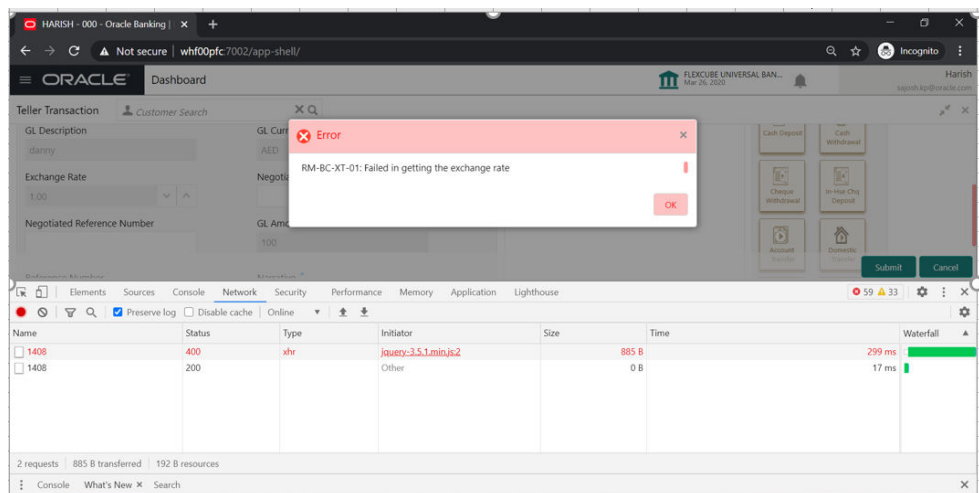 HARISH - 000 - Oracle Banking |
Not secure | whf00pfc:7002/app-shell/
Incognito
ORACLE Dashboard
FLEXCUBE UNIVERSAL BAN...
Mar 26, 2020
Harish
sajosh.kp@oracle.com
Teller Transaction Customer Search
GL Description GL Curr
danny AED
Exchange Rate Negotia
1.00
Negotiated Reference Number GL Amo
100
Reference Number Narrative *
Error
RM-BC-XT-01: Failed in getting the exchange rate
OK
Cash Deposit Cash Withdrawal
Cheque Withdrawal In-Hse Chq Deposit
Account Transfer Domestic Transfer
Submit Cancel
Elements Sources Console Network Security Performance Memory Application Lighthouse 59 33
Preserve log Disable cache | Online
Name Status Type Initiator Size Time Waterfall
1408 400 xhr jquery-3.5.1.min.js:2 885 B 299 ms
1408 200 Other 0 B 17 ms
2 requests 885 B transferred 192 B resources
Console What's New × Search